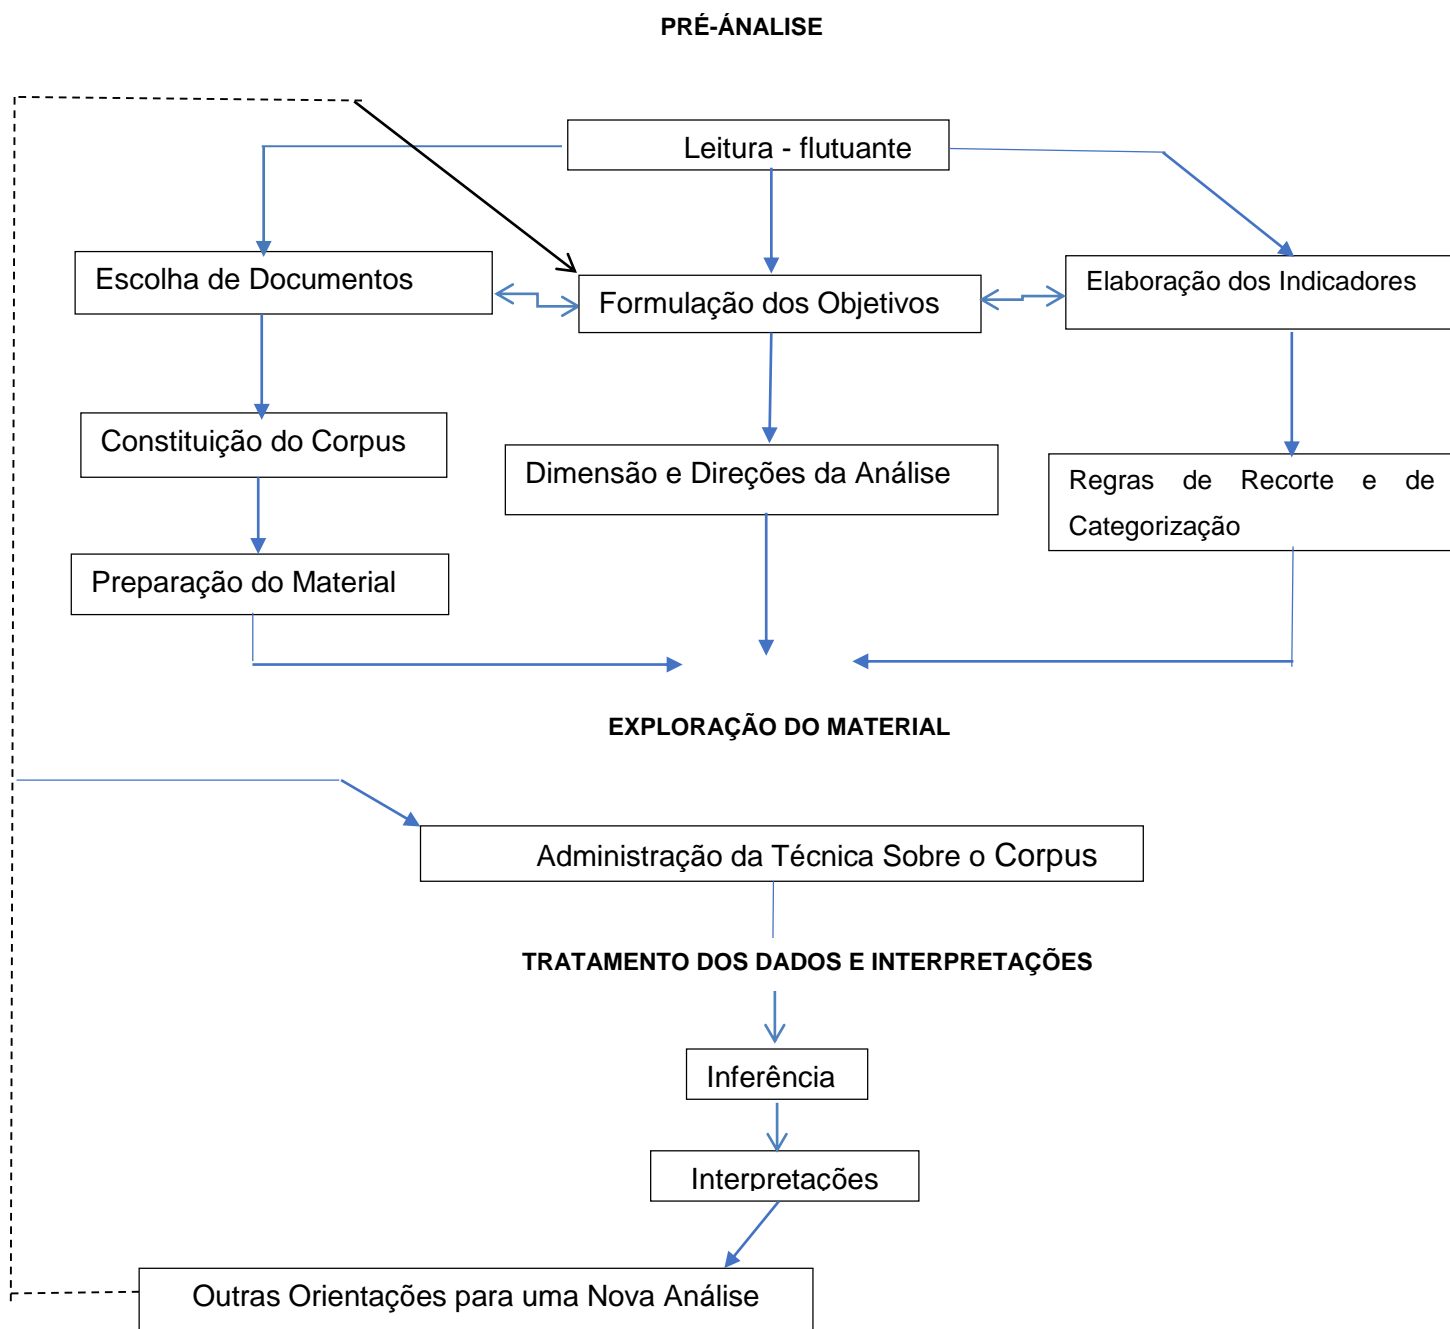 PRÉ-ÁNALISE
Leitura - flutuante
Escolha de Documentos
Formulação dos Objetivos
Elaboração dos Indicadores
Constituição do Corpus
Dimensão e Direções da Análise
Regras de Recorte e de
Categorização
Preparação do Material
EXPLORAÇÃO DO MATERIAL
Administração da Técnica Sobre o Corpus
TRATAMENTO DOS DADOS E INTERPRETAÇÕES
Inferência
Interpretações
Outras Orientações para uma Nova Análise